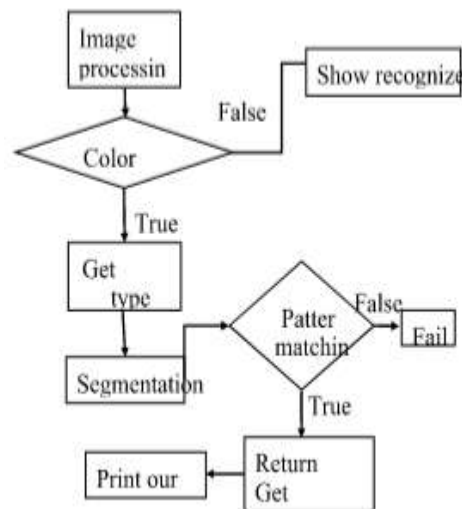 Image
processin
Show recognize
False
Color
True
Get
type
Patter
matchin
False
Fail
Segmentation
True
Return
Get
Print our